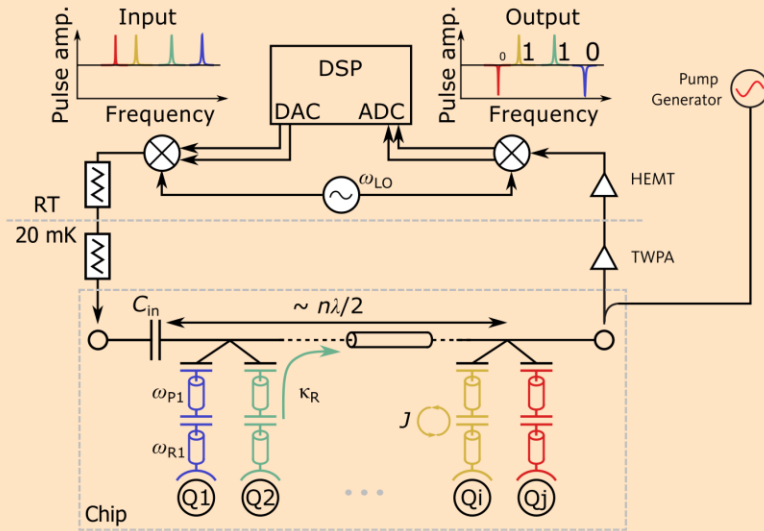 Input
Pulse amp.
Frequency
DSP
DAC ADC
Output
Pulse amp.
0 1 1 0
Frequency
Pump
Generator
ω_LO
HEMT
RT
20 mK
TWPA
C_in
~ nλ/2
ω_P1
κ_R
J
ω_R1
Q1 Q2 ... Qi Qj
Chip